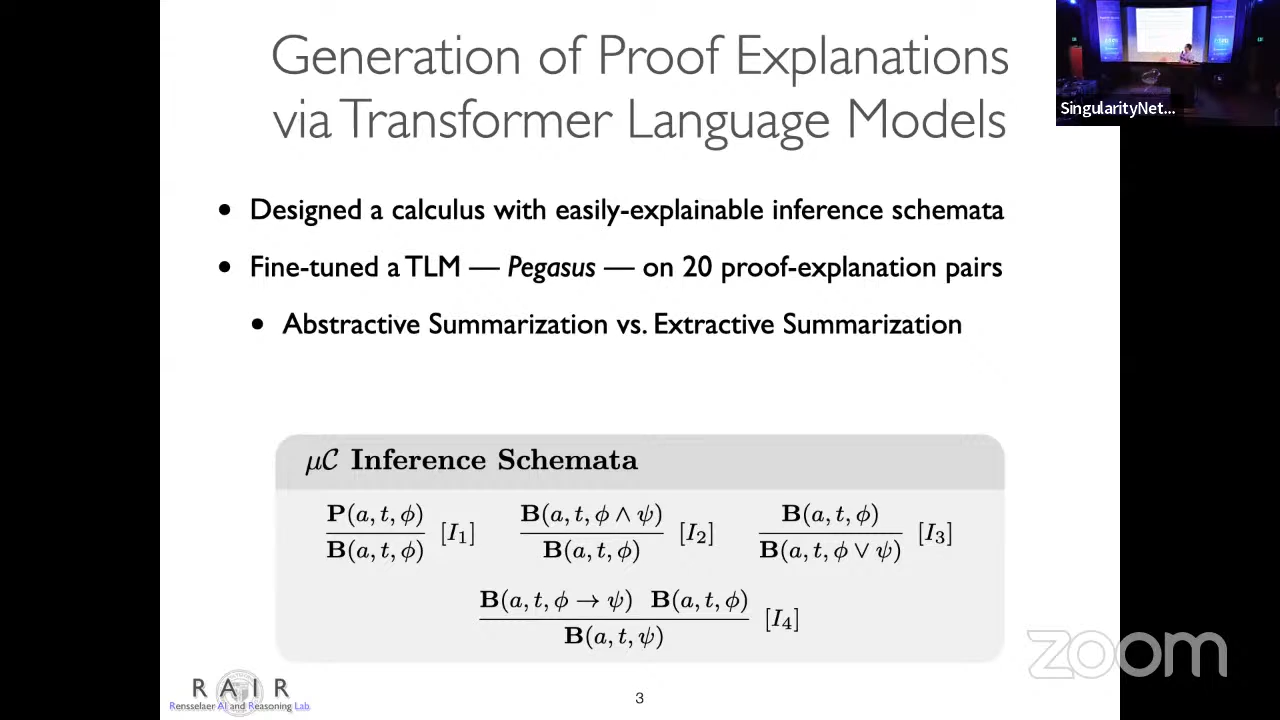 Generation of Proof Explanations
via Transformer Language Models
SingularityNet...
• Designed a calculus with easily-explainable inference schemata
• Fine-tuned a TLM — Pegasus — on 20 proof-explanation pairs
• Abstractive Summarization vs. Extractive Summarization
μC Inference Schemata
P(a, t, ϕ) / B(a, t, ϕ) [I₁] B(a, t, ϕ ∧ ψ) / B(a, t, ϕ) [I₂] B(a, t, ϕ) / B(a, t, ϕ ∨ ψ) [I₃]
B(a, t, ϕ → ψ) B(a, t, ϕ) / B(a, t, ψ) [I₄]
zoom
RAIR
Rensselaer AI and Reasoning Lab
3